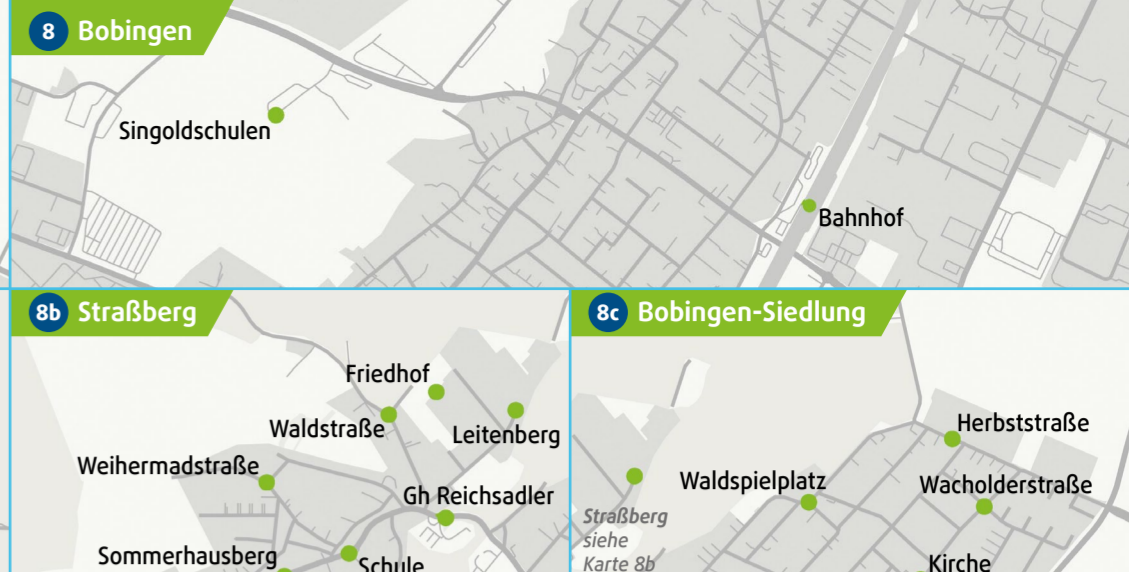 8 Bobingen
Singoldschulen
Bahnhof
8b Straßberg
Friedhof
Waldstraße
Leitenberg
Weihermadstraße
Gh Reichsadler
Sommerhausberg
Schule
8c Bobingen-Siedlung
Herbststraße
Waldspielplatz
Wacholderstraße
Straßberg
siehe
Karte 8b
Kirche